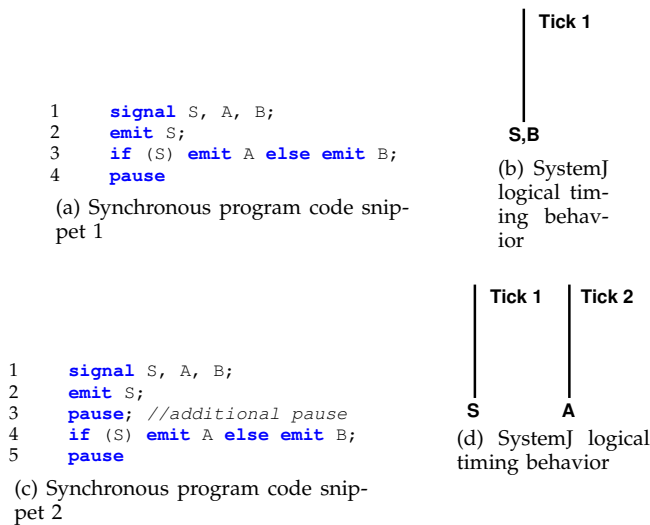 Tick 1
1 signal S, A, B;
2 emit S;
3 if (S) emit A else emit B;
4 pause
S,B
(a) Synchronous program code snip-
pet 1
(b) SystemJ
logical tim-
ing behav-
ior
Tick 1 Tick 2
1 signal S, A, B;
2 emit S;
3 pause; //additional pause
4 if (S) emit A else emit B;
5 pause
S A
(c) Synchronous program code snip-
pet 2
(d) SystemJ logical
timing behavior